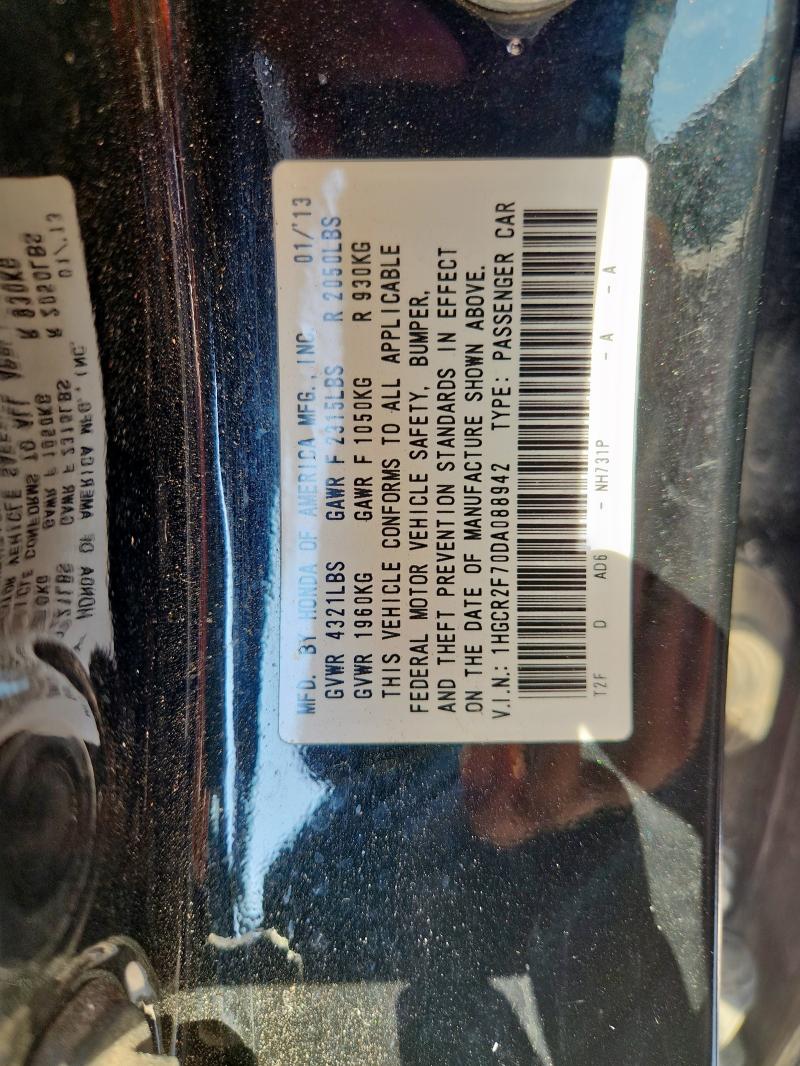 MFD. BY HONDA OF AMERICA MFG., INC. 01/'13
GVWR 4321LBS GAWR F 2315LBS R 2050LBS
GVWR 1960KG GAWR F 1050KG R 930KG
THIS VEHICLE CONFORMS TO ALL APPLICABLE
FEDERAL MOTOR VEHICLE SAFETY, BUMPER,
AND THEFT PREVENTION STANDARDS IN EFFECT
ON THE DATE OF MANUFACTURE SHOWN ABOVE.
V.I.N.: 1HGCR2F70DA088942 TYPE: PASSENGER CAR
T2F D AD6 - NH731P - A - A